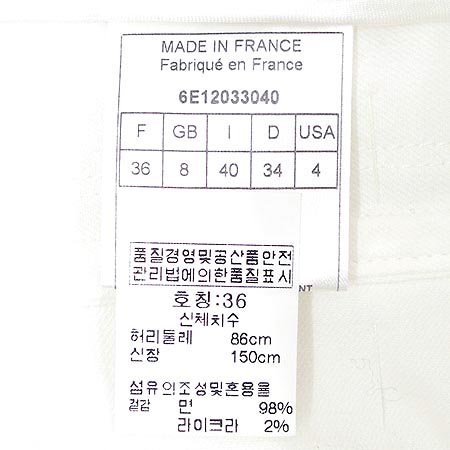 MADE IN FRANCE
Fabriqué en France
6E12033040
F GB I D USA
36 8 40 34 4
품질경영및공산품안전
관리법에의한품질표시
호칭:36
신체치수
허리둘레 86cm
신장 150cm
섬유의조성및혼용율
겉감 면 98%
라이크라 2%